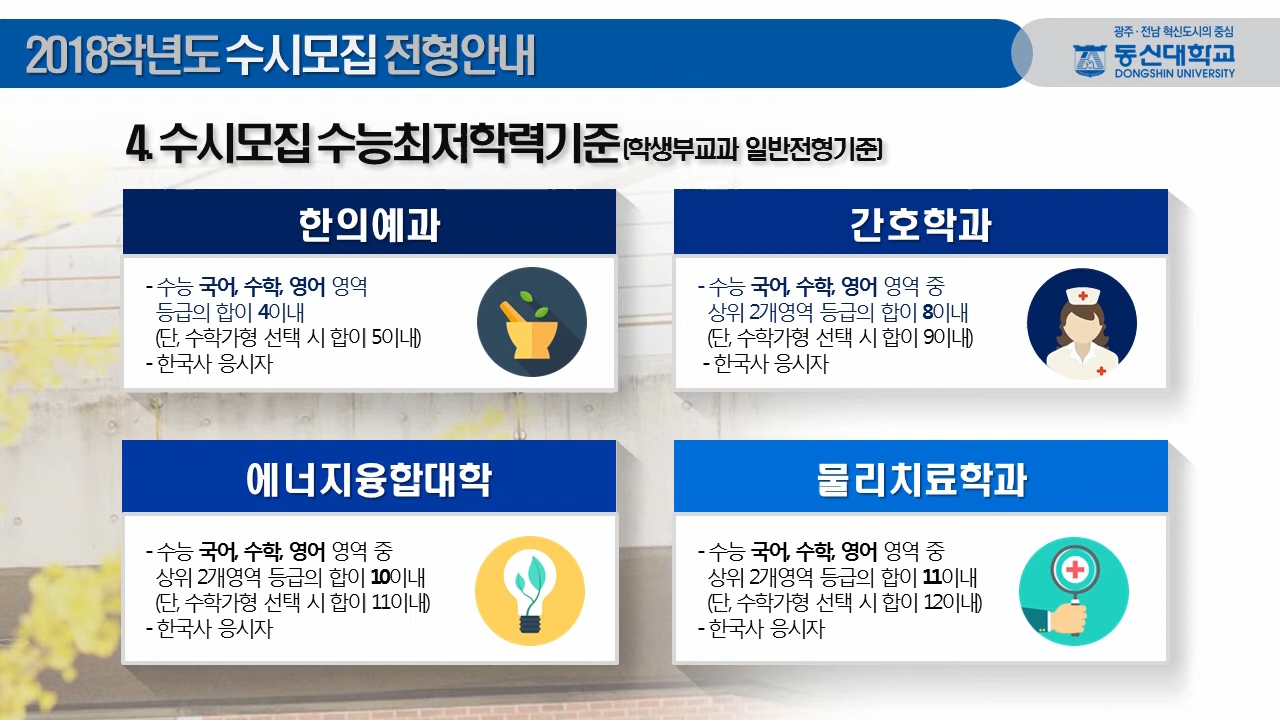 2018학년도 수시모집 전형안내
광주·전남 혁신도시의 중심
동신대학교
DONGSHIN UNIVERSITY
4. 수시모집 수능최저학력기준(학생부교과 일반전형기준)
한의예과
- 수능 국어, 수학, 영어 영역
등급의 합이 4이내
(단, 수학가형 선택 시 합이 5이내)
- 한국사 응시자
간호학과
- 수능 국어, 수학, 영어 영역 중
상위 2개영역 등급의 합이 8이내
(단, 수학가형 선택 시 합이 9이내)
- 한국사 응시자
에너지융합대학
- 수능 국어, 수학, 영어 영역 중
상위 2개영역 등급의 합이 10이내
(단, 수학가형 선택 시 합이 11이내)
- 한국사 응시자
물리치료학과
- 수능 국어, 수학, 영어 영역 중
상위 2개영역 등급의 합이 11이내
(단, 수학가형 선택 시 합이 12이내)
- 한국사 응시자